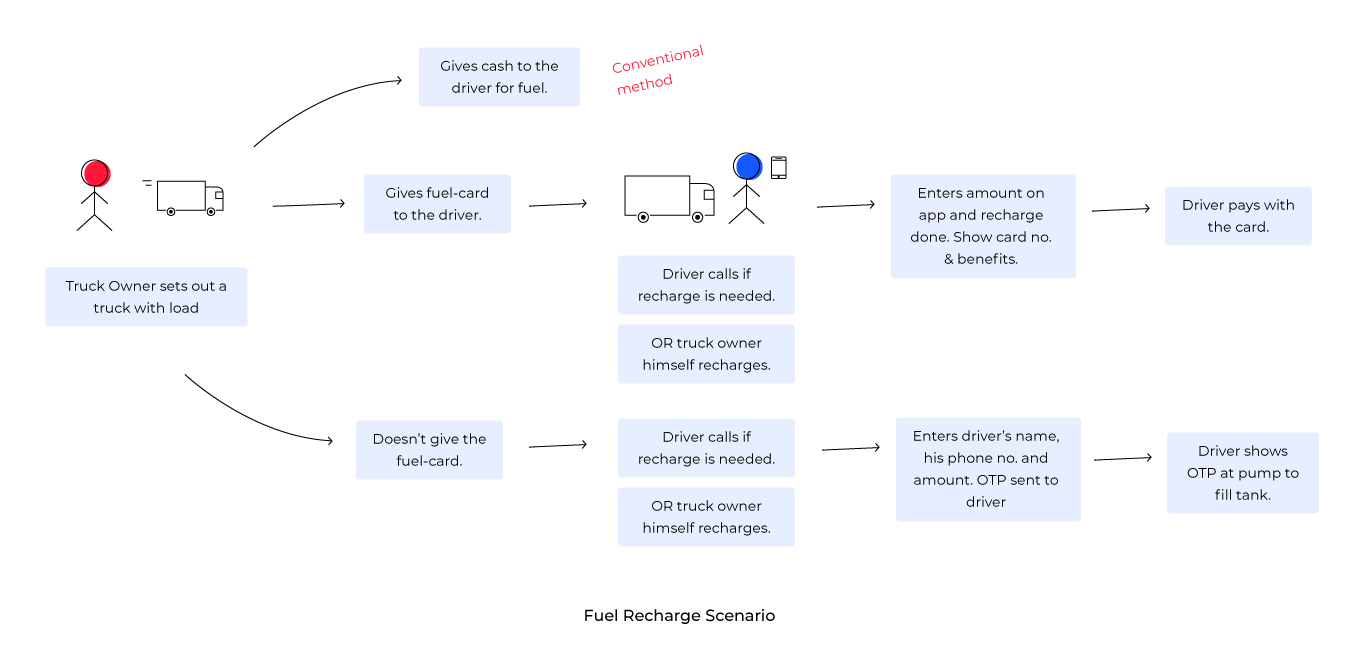 Gives cash to the
driver for fuel.
Conventional
method
Truck Owner sets out a
truck with load
Gives fuel-card
to the driver.
Driver calls if
recharge is needed.
OR truck owner
himself recharges.
Enters amount on
app and recharge
done. Show card no.
& benefits.
Driver pays with
the card.
Doesn’t give the
fuel-card.
Driver calls if
recharge is needed.
OR truck owner
himself recharges.
Enters driver’s name,
his phone no. and
amount. OTP sent to
driver
Driver shows
OTP at pump to
fill tank.
Fuel Recharge Scenario